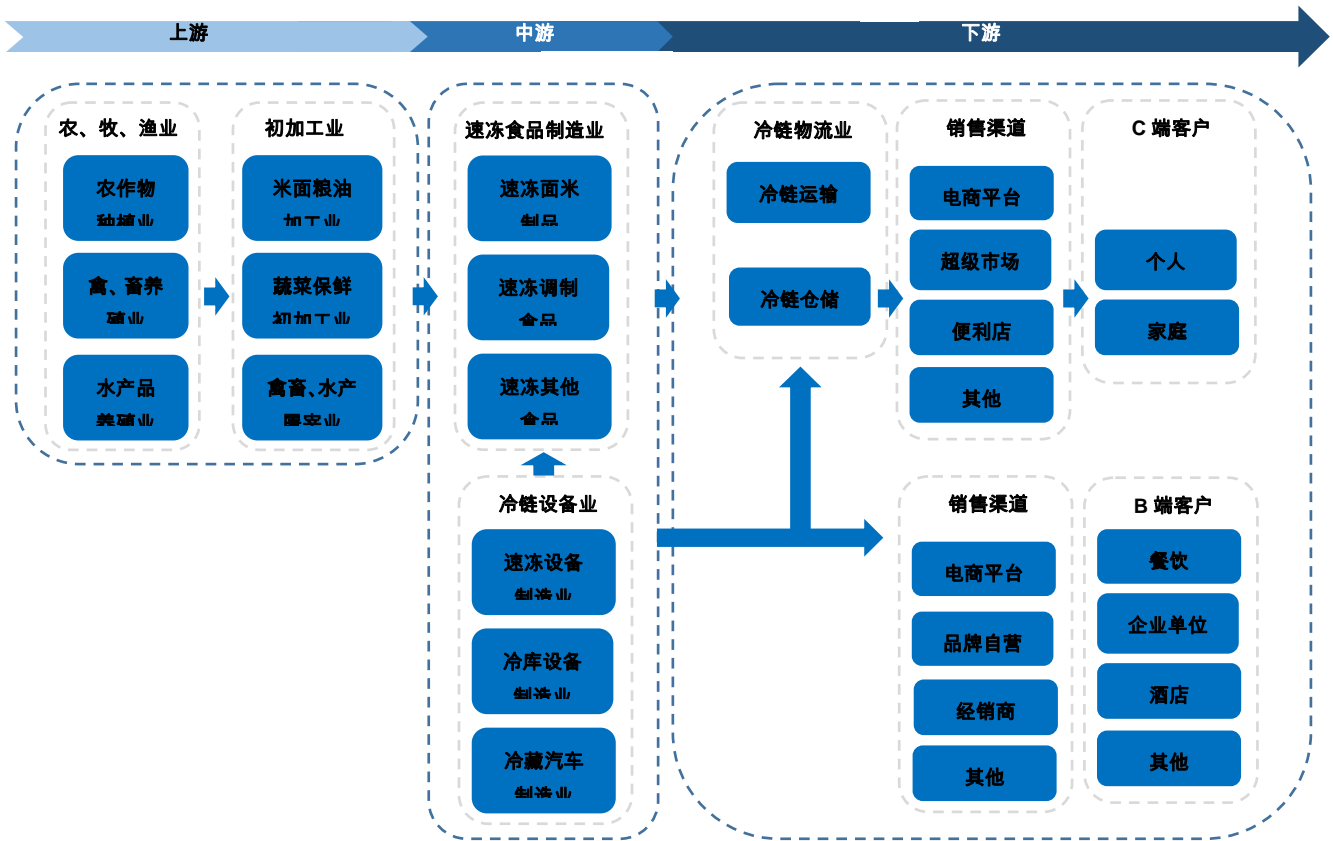 上游
中游
下游
农、牧、渔业
农作物
种植业
禽、畜养
殖业
水产品
养殖业
初加工业
米面粮油
加工业
蔬菜保鲜
初加工业
禽畜、水产
屠宰业
速冻食品制造业
速冻面米
制品
速冻调制
食品
速冻其他
食品
冷链设备业
速冻设备
制造业
冷库设备
制造业
冷藏汽车
制造业
冷链物流业
冷链运输
冷链仓储
销售渠道
电商平台
超级市场
便利店
其他
C 端客户
个人
家庭
销售渠道
电商平台
品牌自营
经销商
其他
B 端客户
餐饮
企业单位
酒店
其他